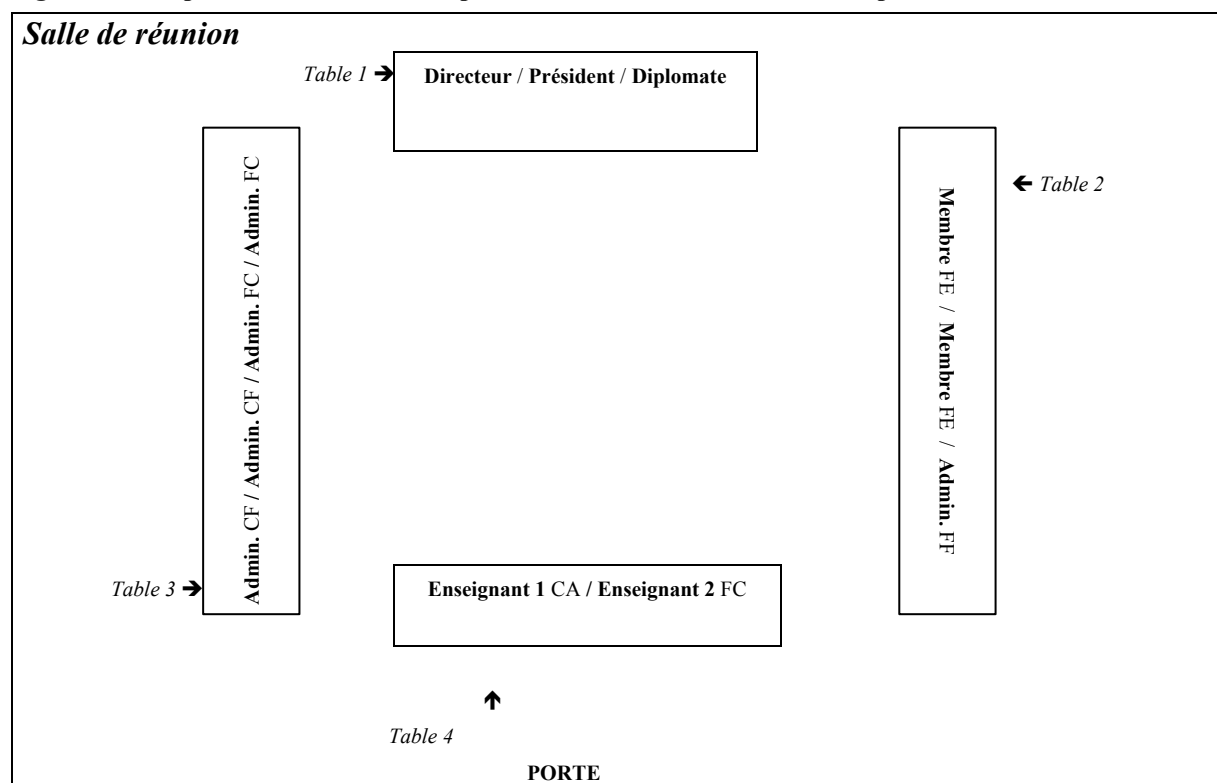 Salle de réunion
Table 1 ➔
Directeur / Président / Diplomate
Admin. CF / Admin. CF / Admin. FC / Admin. FC
Membre FE / Membre FE / Admin. FF
🡸 Table 2
Table 3 ➔
Enseignant 1 CA / Enseignant 2 FC
Table 4
PORTE